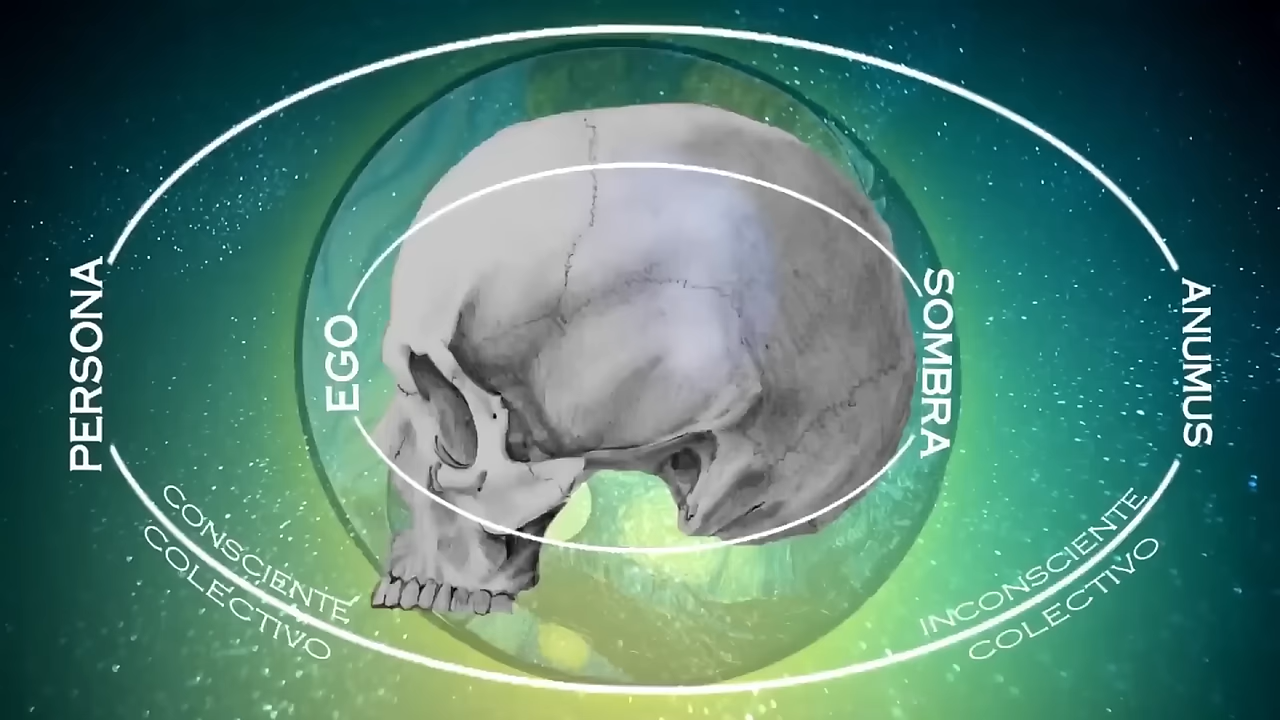 PERSONA
EGO
SOMBRA
ANUMUS
CONSCIENTE
COLECTIVO
INCONSCIENTE
COLECTIVO